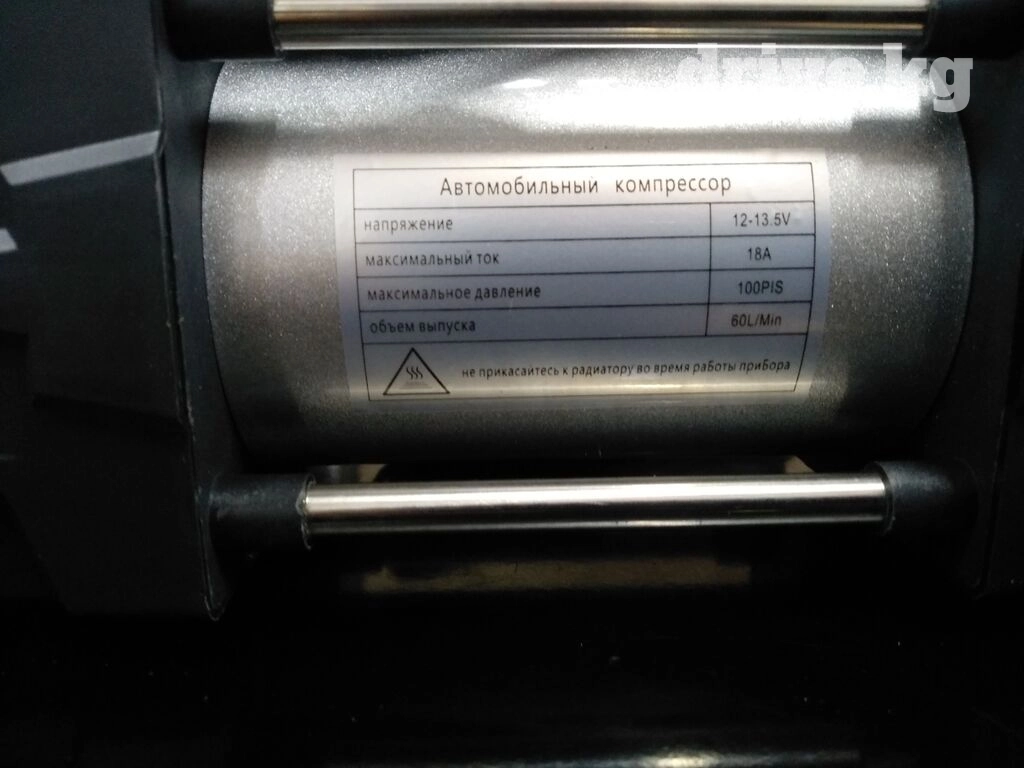 drive.kg
Автомобильный компрессор
напряжение 12-13.5V
максимальный ток 18A
максимальное давление 100PIS
объем выпуска 60L/Min
не прикасайтесь к радиатору во время работы прибора